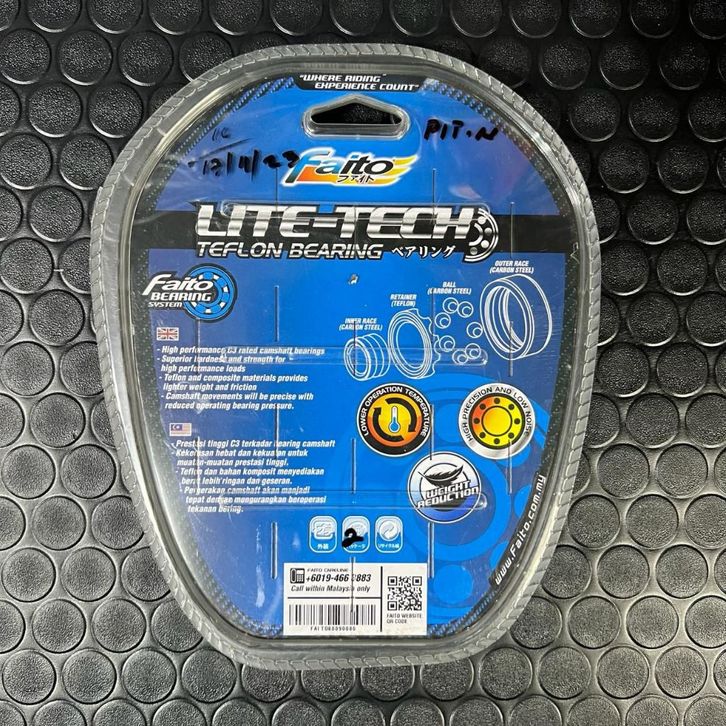 "WHERE RIDING
EXPERIENCE COUNT"
PIT.N
Faito
ファイト
LITE-TECH
TEFLON BEARING ベアリング
Faito
BEARING
SYSTEM
OUTER RACE
(CARBON STEEL)
BALL
(CARBON STEEL)
RETAINER
(TEFLON)
INNER RACE
(CARBON STEEL)
- High performance C3 rated camshaft bearings
- Superior hardness and strength for
high performance loads
- Teflon and composite materials provides
lighter weight and friction
- Camshaft movements will be precise with
reduced operating bearing pressure.
LOWER OPERATION TEMPERATURE
HIGH PRECISION AND LOW NOISE
WEIGHT
REDUCTION
- Prestasi tinggi C3 terkadar bearing camshaft
- Kekerasan hebat dan kekuatan untuk
muatan-muatan prestasi tinggi.
- Teflon dan bahan komposit menyediakan
berat lebih ringan dan geseran.
- Pergerakan camshaft akan menjadi
tepat dengan mengurangkan beroperasi
tekanan bering.
www.Faito.com.my
2
FAITO CARELINE
+6019-466 3883
Call within Malaysia only
FAITO WEBSITE
QR CODE